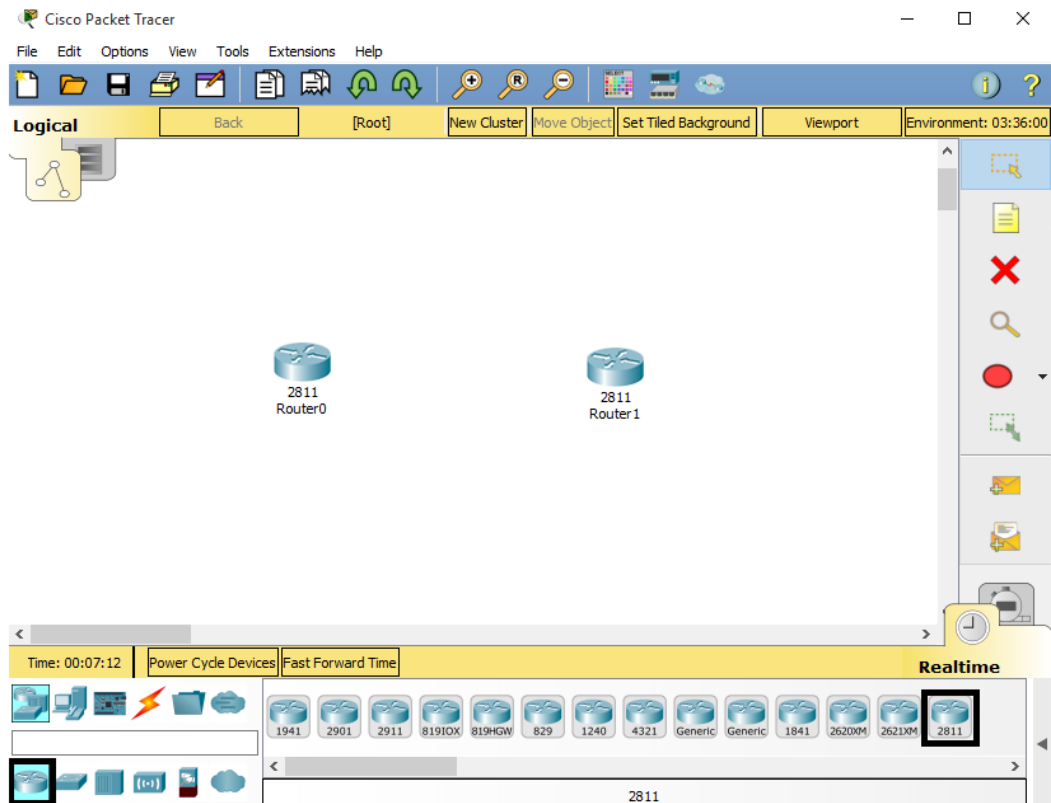 Cisco Packet Tracer
File Edit Options View Tools Extensions Help
Logical Back [Root] New Cluster Move Object Set Tiled Background Viewport Environment: 03:36:00
2811
Router0
2811
Router1
Time: 00:07:12 Power Cycle Devices Fast Forward Time Realtime
1941 2901 2911 819IOX 819HGW 829 1240 4321 Generic Generic 1841 2620XM 2621XM 2811
2811